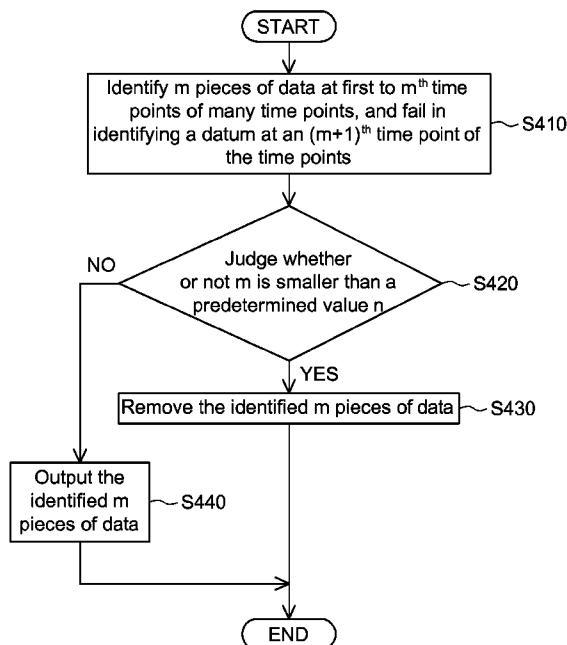 START
Identify m pieces of data at first to mth time
points of many time points, and fail in
identifying a datum at an (m+1)th time point of
the time points
S410
Judge whether
or not m is smaller than a
predetermined value n
S420
NO
YES
Remove the identified m pieces of data
S430
Output the
identified m
pieces of data
S440
END